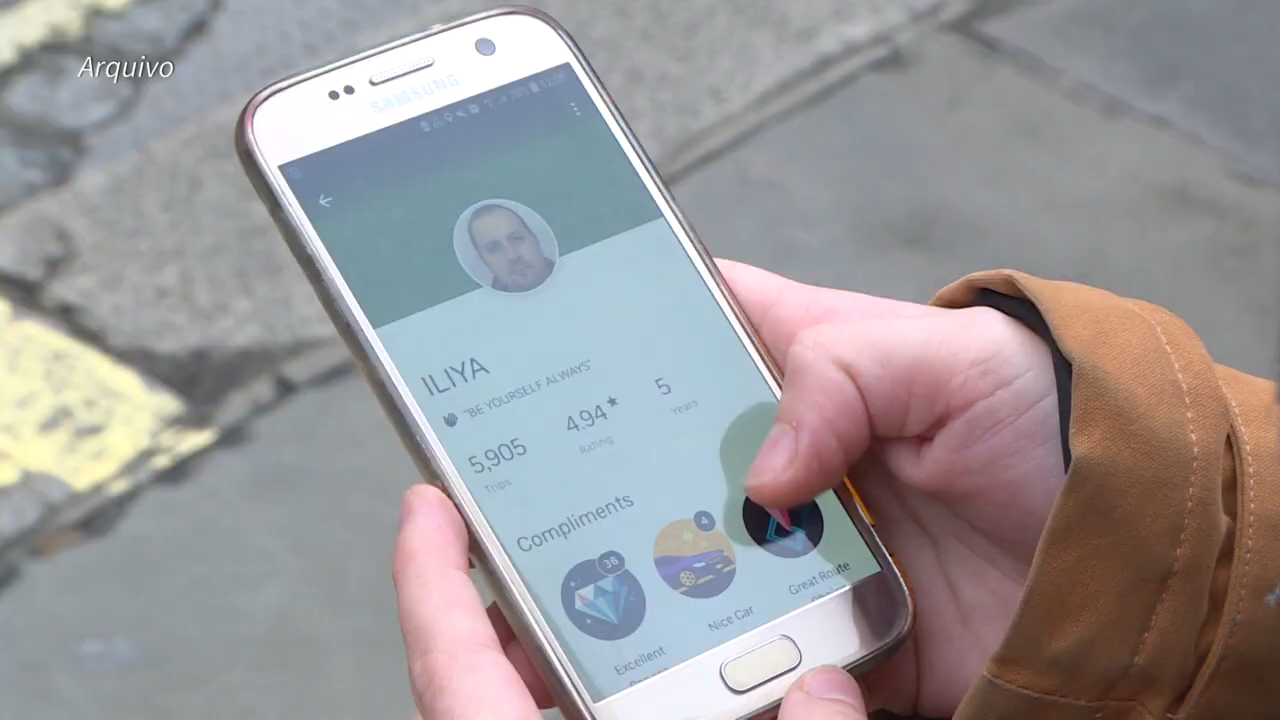 Arquivo
SAMSUNG
ILIYA
"BE YOURSELF ALWAYS"
5,905
Trips
4.94★
Rating
5
Years
Compliments
36
4
Excellent
Nice Car
Great Route